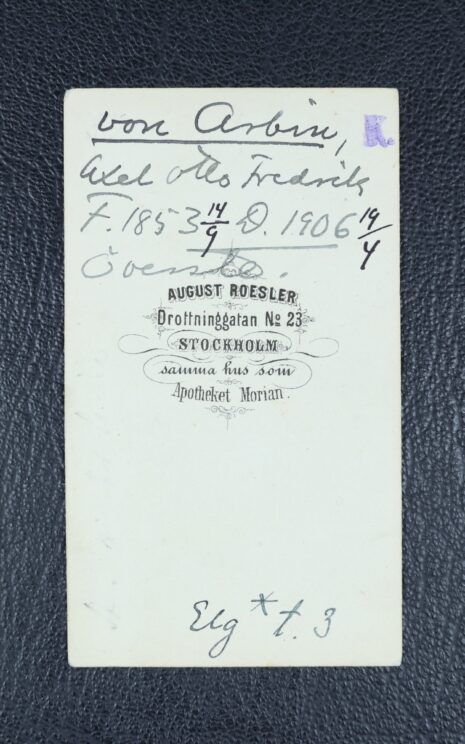 von Arbin, K.
Axel Otto Fredrik
F. 1853 14/9 D. 1906 19/4
Överste.
AUGUST ROESLER
Drottninggatan No 23
STOCKHOLM.
samma hus som
Apotheket Morian.
Elg * t. 3